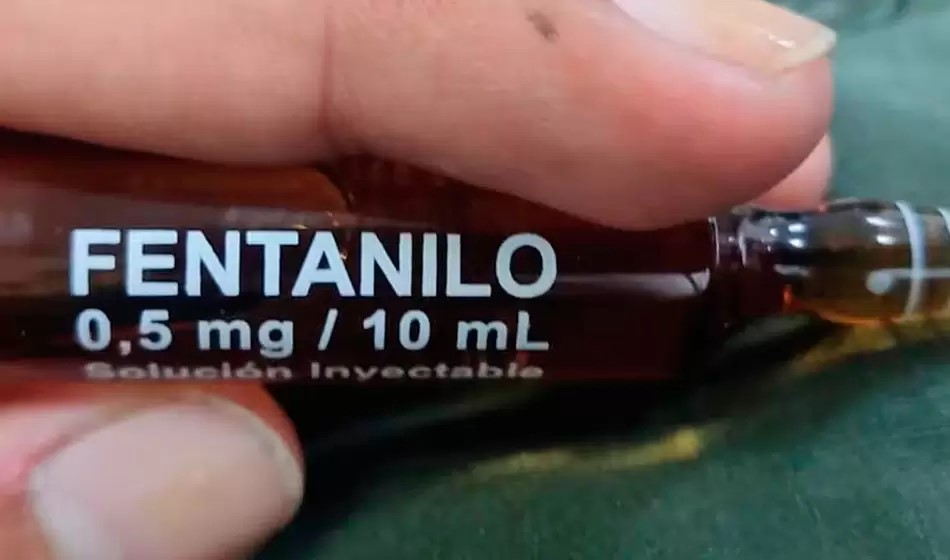 FENTANILO
0,5 mg / 10 mL
Solución Inyectable